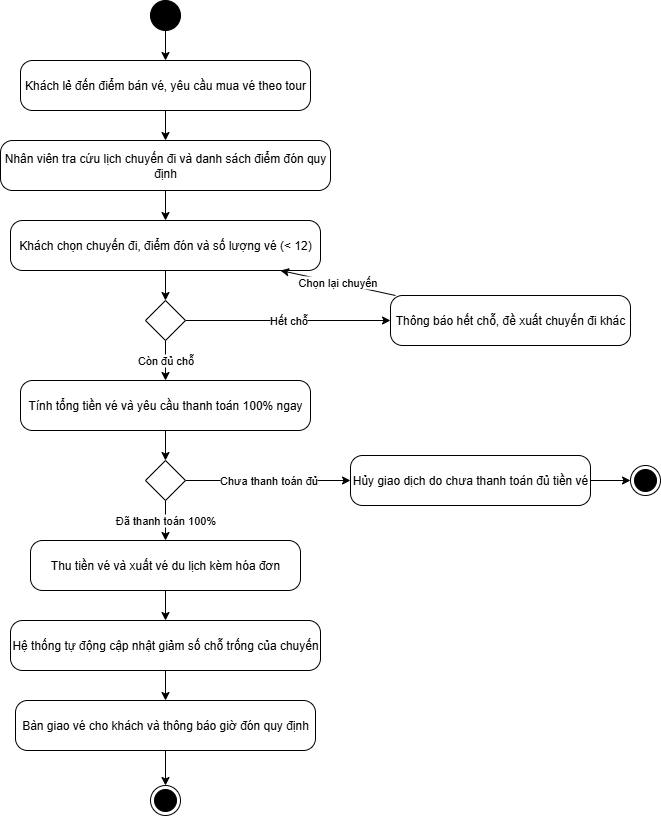 Khách lẻ đến điểm bán vé, yêu cầu mua vé theo tour
Nhân viên tra cứu lịch chuyến đi và danh sách điểm đón quy
định
Khách chọn chuyến đi, điểm đón và số lượng vé (< 12)
Chọn lại chuyến
Hết chỗ
Thông báo hết chỗ, đề xuất chuyến đi khác
Còn đủ chỗ
Tính tổng tiền vé và yêu cầu thanh toán 100% ngay
Chưa thanh toán đủ
Hủy giao dịch do chưa thanh toán đủ tiền vé
Đã thanh toán 100%
Thu tiền vé và xuất vé du lịch kèm hóa đơn
Hệ thống tự động cập nhật giảm số chỗ trống của chuyến
Bàn giao vé cho khách và thông báo giờ đón quy định